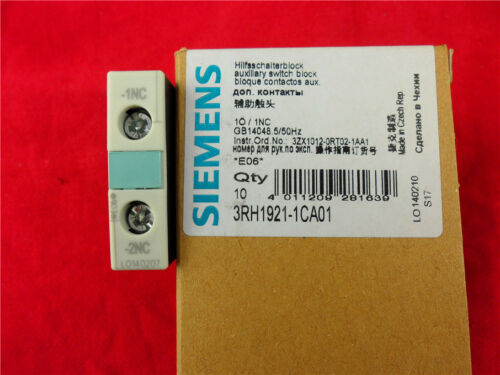 -1NC
-2NC
LO140207
SIEMENS
Hilfsschalterblock
auxiliary switch block
bloque contactos aux.
доп. контакты
辅助触头
1Ö / 1NC
GB14048.5/50Hz
Instr.Ord.No.: 3ZX1012-0RT02-1AA1
номер для рук.по эксп. 操作指南订货号
*E06*
Qty
10
4 011209 281639
3RH1921-1CA01
捷克制造
Made in Czech Rep.
Сделано в Чехии
LO140210
S17